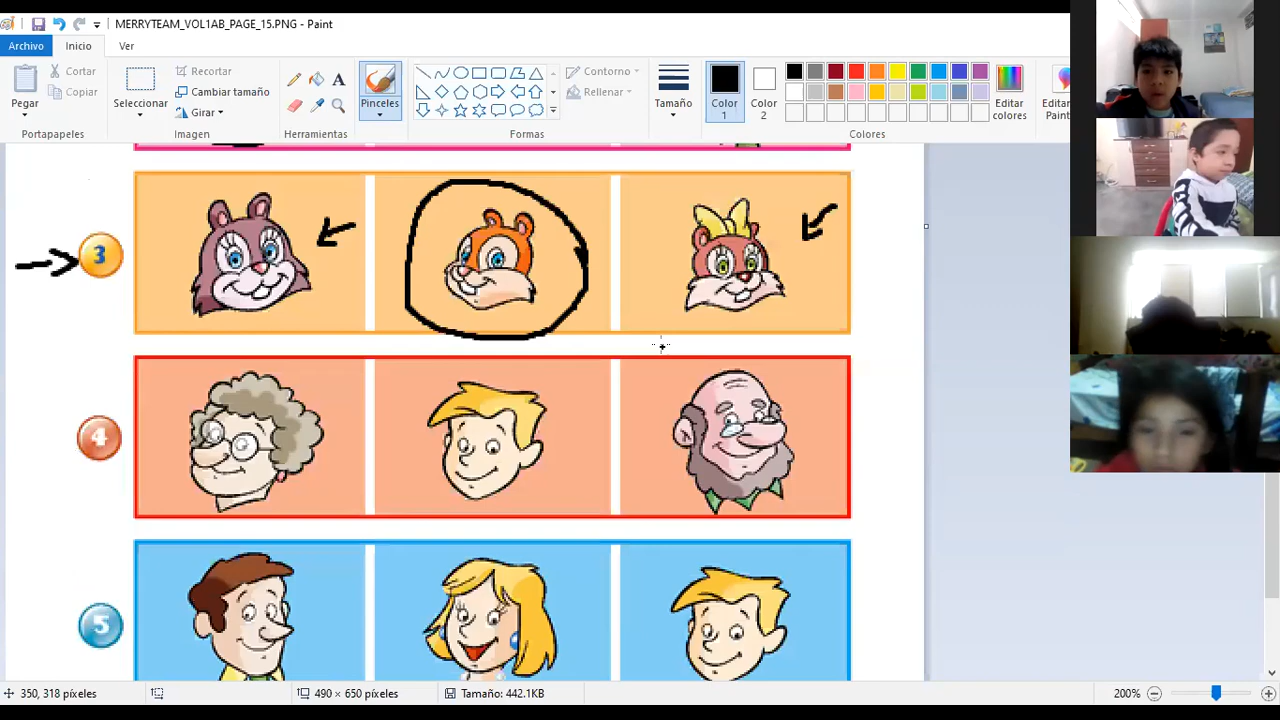 MERRYTEAM_VOL1AB_PAGE_15.PNG - Paint
Archivo Inicio Ver
Pegar
Cortar
Copiar
Portapapeles
Seleccionar
Recortar
Cambiar tamaño
Girar
Imagen
A
Herramientas
Pinceles
Contorno
Rellenar
Formas
Tamaño
Color
1
Color
2
Editar
colores
Colores
Editar
Paint
3
4
5
350, 318 píxeles
490 × 650 píxeles
Tamaño: 442.1KB
200%